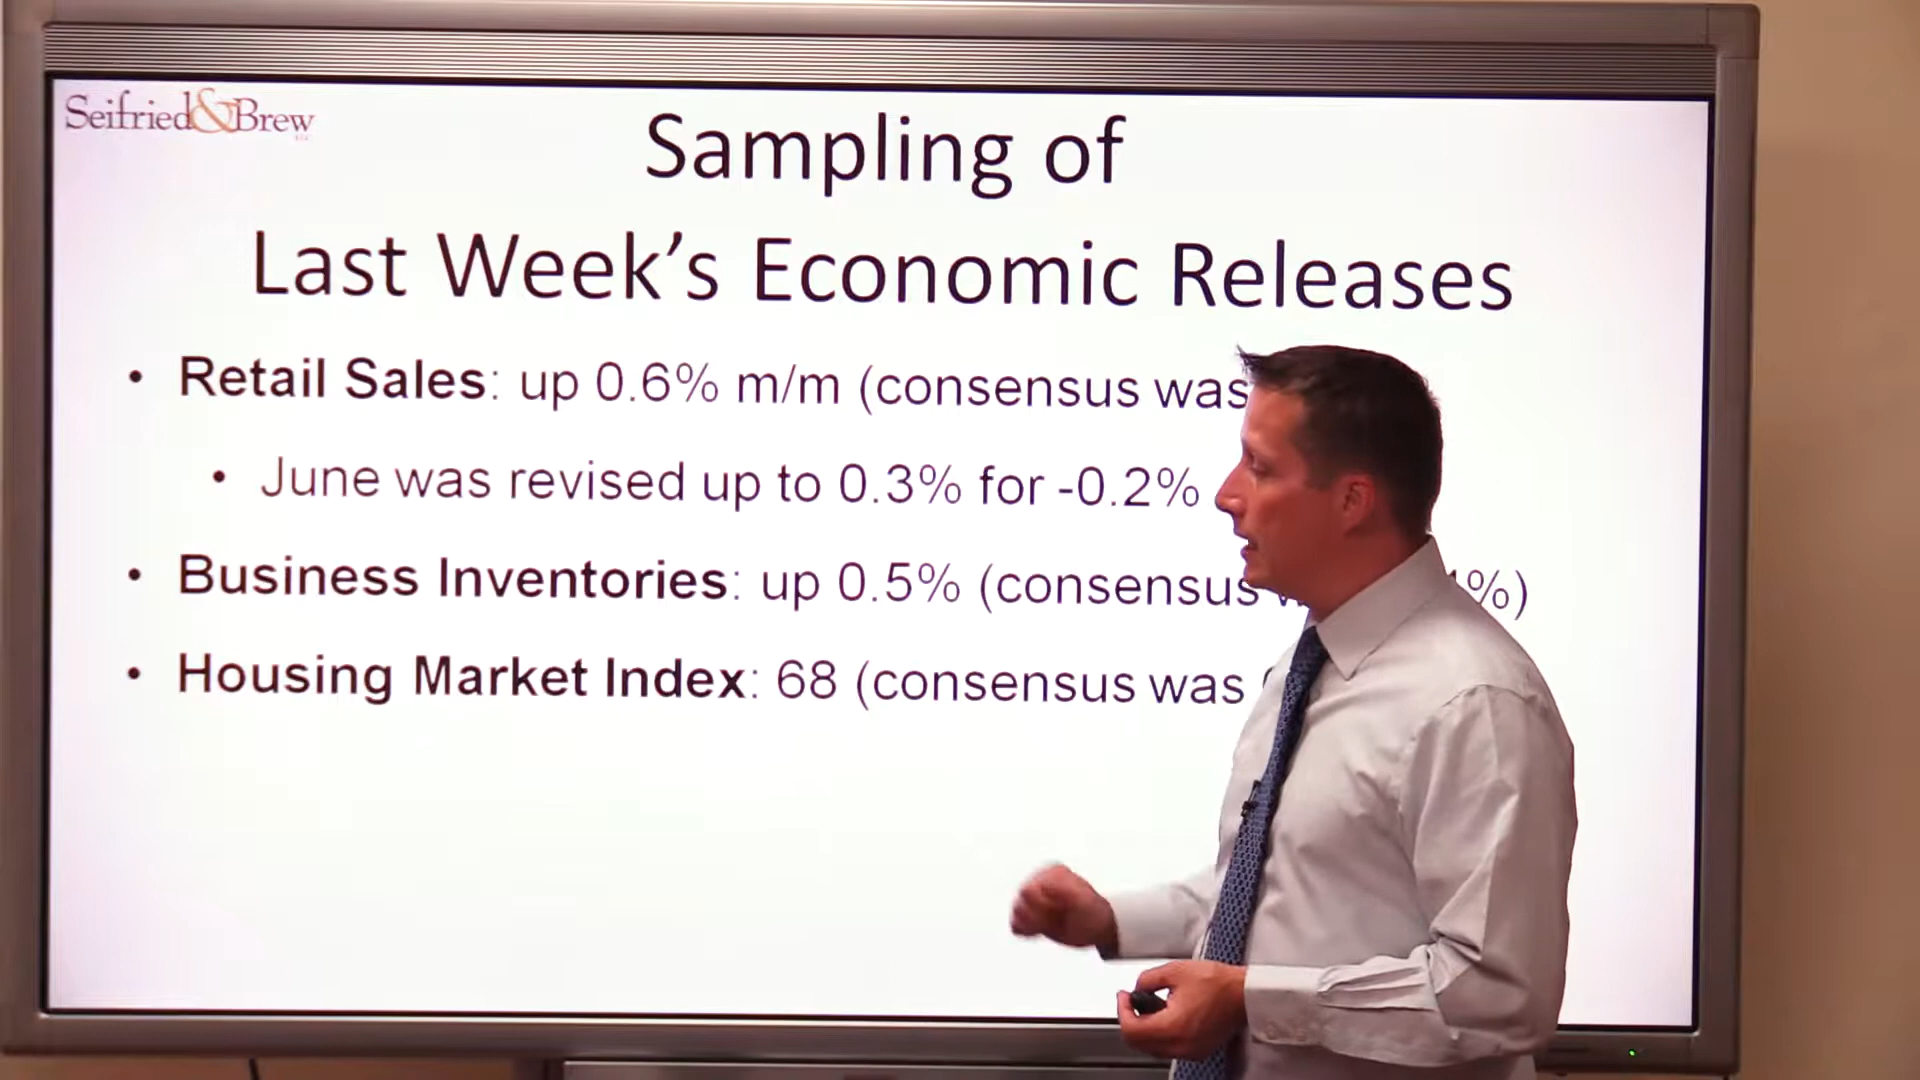 Seifried&Brew
Sampling of
Last Week's Economic Releases
• Retail Sales: up 0.6% m/m (consensus was
• June was revised up to 0.3% for -0.2%
• Business Inventories: up 0.5% (consensus %)
• Housing Market Index: 68 (consensus was